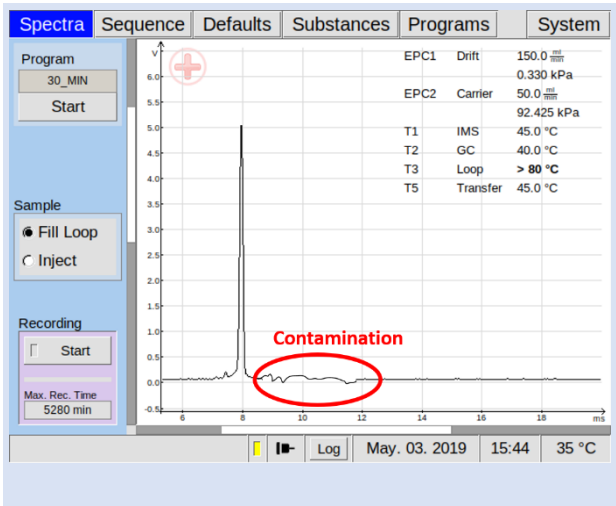 Spectra Sequence Defaults Substances Programs System
Program
30_MIN
Start
Sample
Fill Loop
Inject
Recording
Start
Max. Rec. Time
5280 min
V
6.0
5.5
5.0
4.5
4.0
3.5
3.0
2.5
2.0
1.5
1.0
0.5
0.0
-0.5
6 8 10 12 14 16 18 ms
EPC1 Drift 150.0 ml/min
0.330 kPa
EPC2 Carrier 50.0 ml/min
92.425 kPa
T1 IMS 45.0 °C
T2 GC 40.0 °C
T3 Loop > 80 °C
T5 Transfer 45.0 °C
Contamination
Log May. 03. 2019 15:44 35 °C